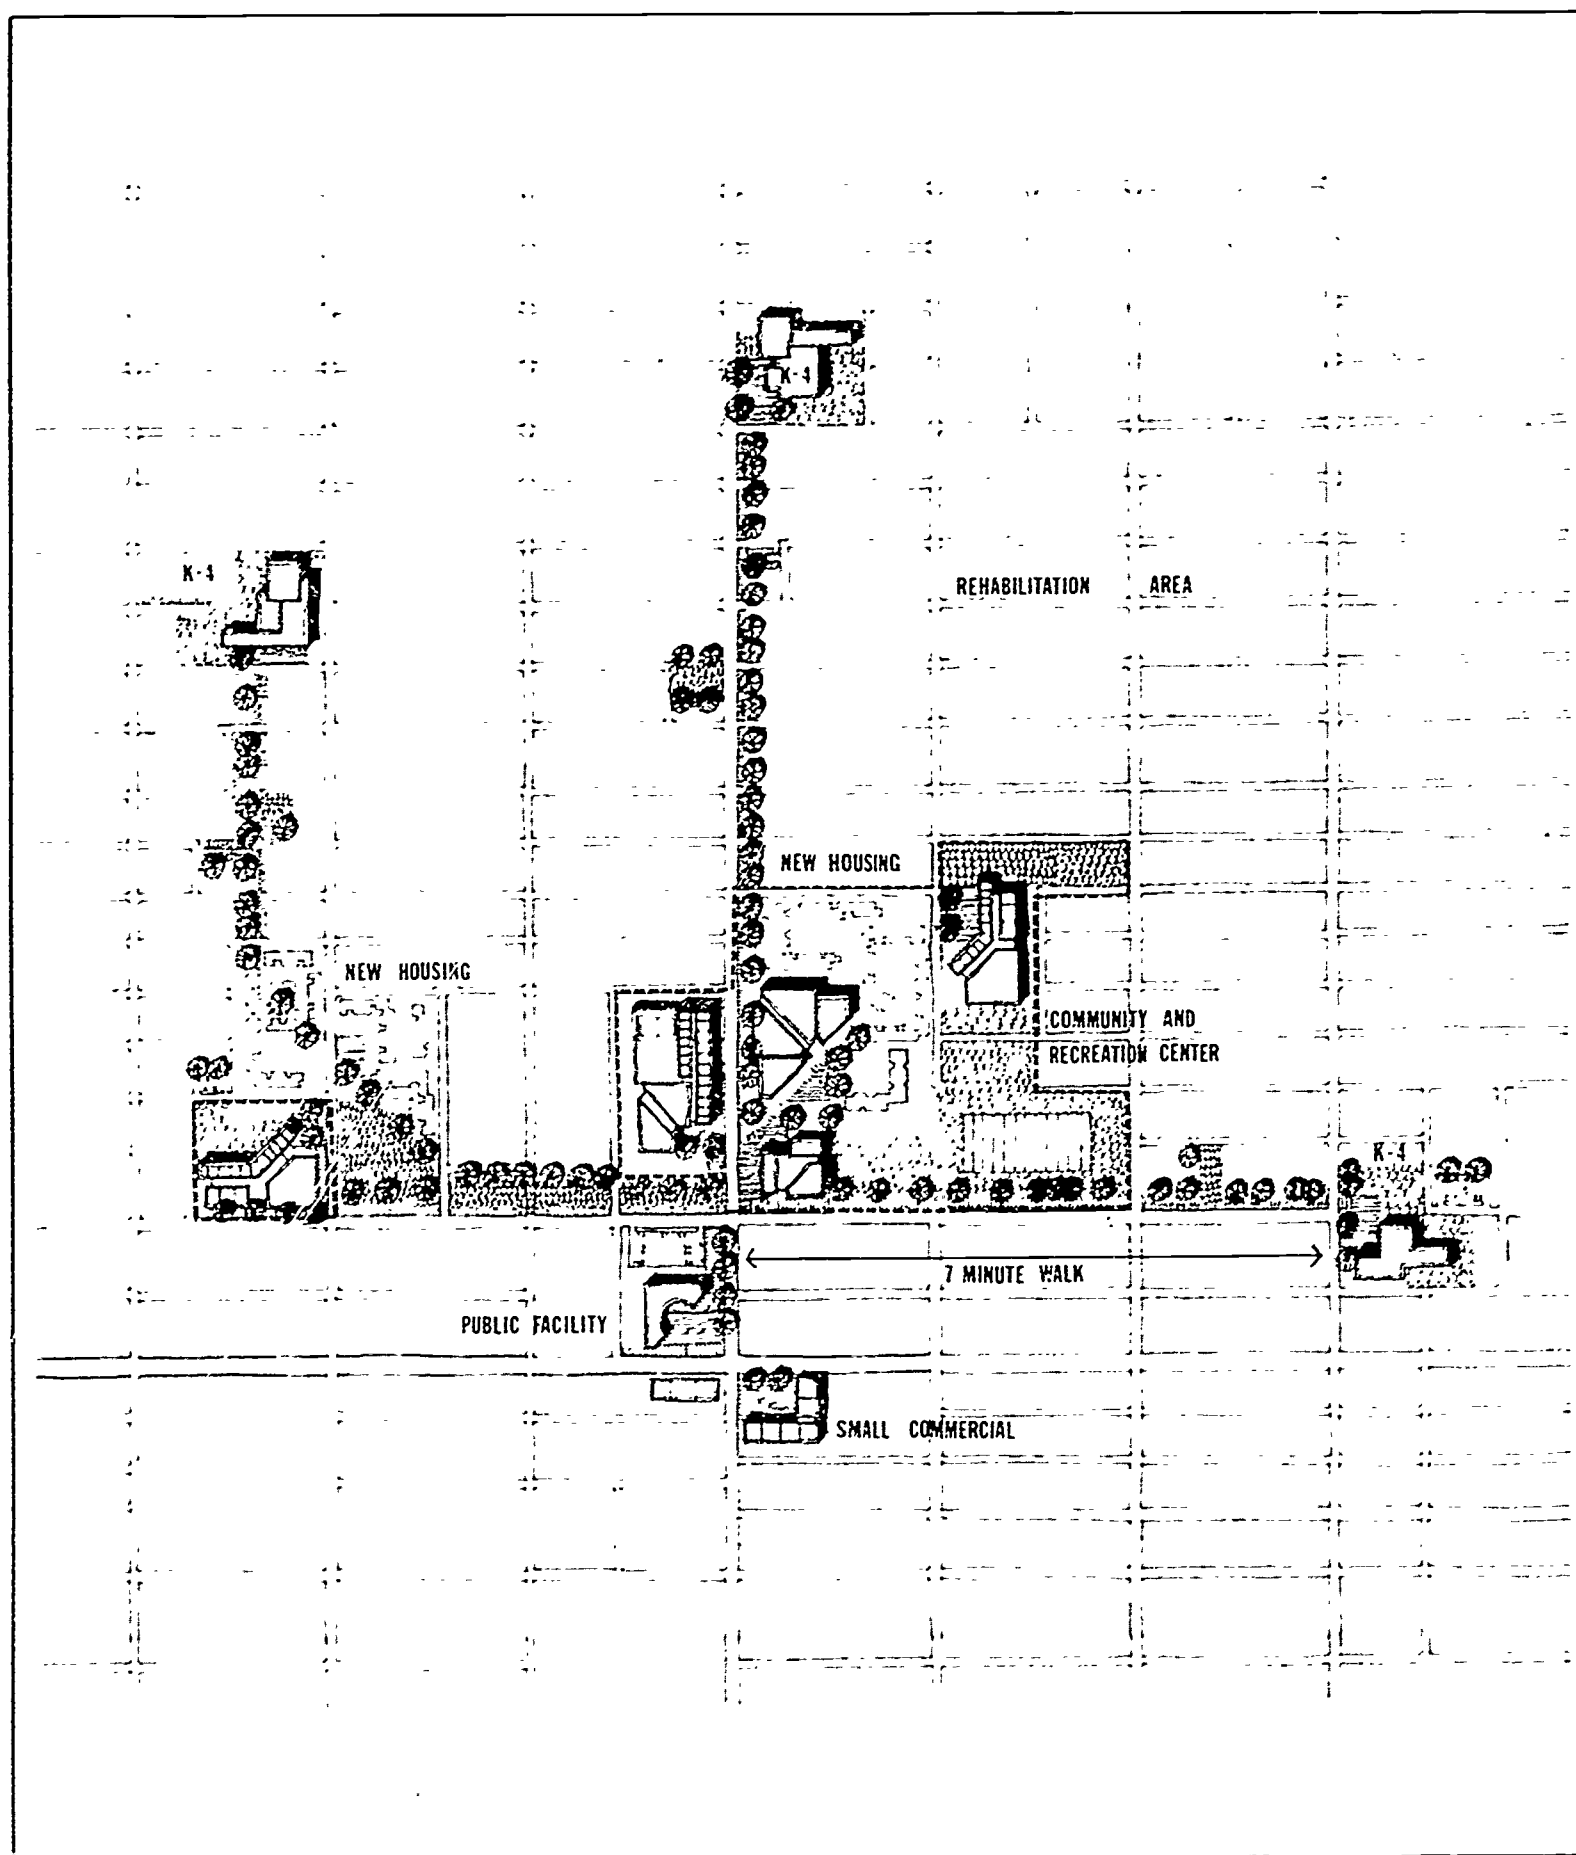 K-4
K-4
REHABILITATION AREA
NEW HOUSING
NEW HOUSING
COMMUNITY AND
RECREATION CENTER
K-4
7 MINUTE WALK
PUBLIC FACILITY
SMALL COMMERCIAL